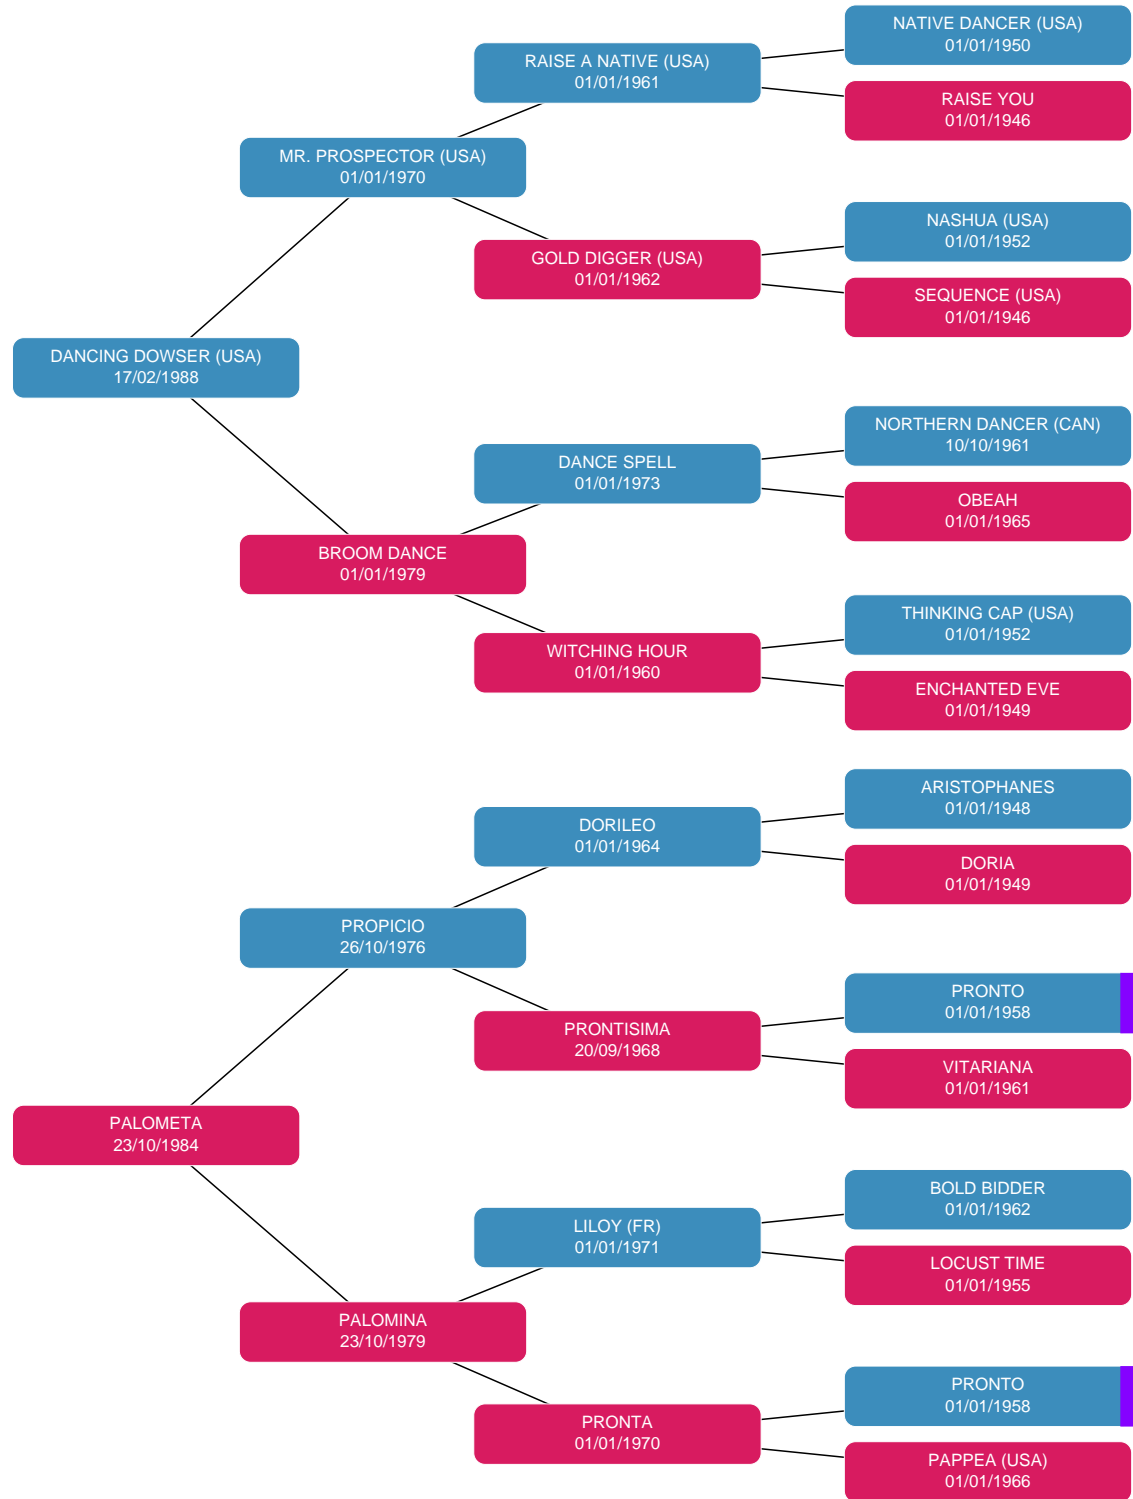 NATIVE DANCER (USA)
01/01/1950
RAISE A NATIVE (USA)
01/01/1961
RAISE YOU
01/01/1946
MR. PROSPECTOR (USA)
01/01/1970
NASHUA (USA)
01/01/1952
GOLD DIGGER (USA)
01/01/1962
SEQUENCE (USA)
01/01/1946
DANCING DOWSER (USA)
17/02/1988
NORTHERN DANCER (CAN)
10/10/1961
DANCE SPELL
01/01/1973
OBEAH
01/01/1965
BROOM DANCE
01/01/1979
THINKING CAP (USA)
01/01/1952
WITCHING HOUR
01/01/1960
ENCHANTED EVE
01/01/1949
ARISTOPHANES
01/01/1948
DORILEO
01/01/1964
DORIA
01/01/1949
PROPICIO
26/10/1976
PRONTO
01/01/1958
PRONTISIMA
20/09/1968
VITARIANA
01/01/1961
PALOMETA
23/10/1984
BOLD BIDDER
01/01/1962
LILOY (FR)
01/01/1971
LOCUST TIME
01/01/1955
PALOMINA
23/10/1979
PRONTO
01/01/1958
PRONTA
01/01/1970
PAPPEA (USA)
01/01/1966